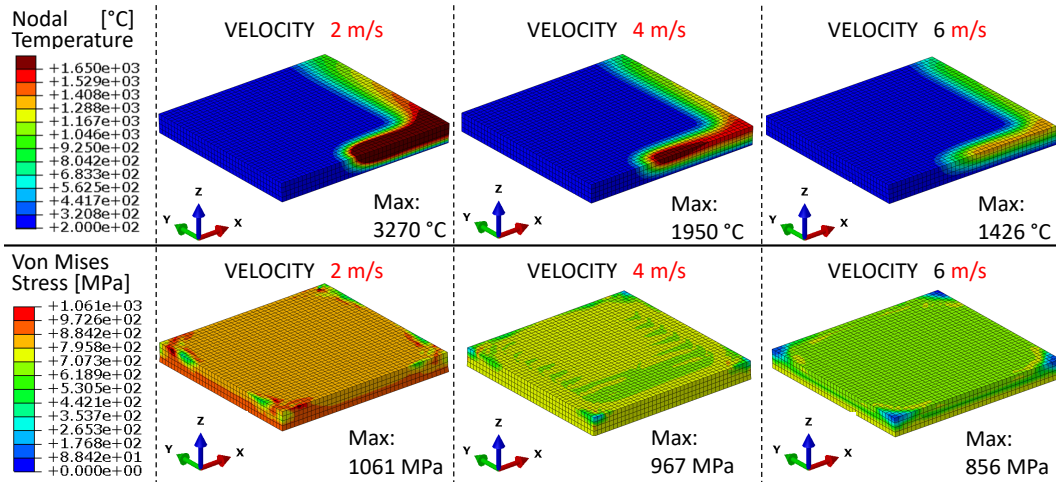 Nodal [°C]
Temperature
+1.650e+03
+1.529e+03
+1.408e+03
+1.288e+03
+1.167e+03
+1.046e+03
+9.250e+02
+8.042e+02
+6.833e+02
+5.625e+02
+4.417e+02
+3.208e+02
+2.000e+02
VELOCITY 2 m/s
Z
Y
X
Max:
3270 °C
VELOCITY 4 m/s
Z
Y
X
Max:
1950 °C
VELOCITY 6 m/s
Z
Y
X
Max:
1426 °C
Von Mises
Stress [MPa]
+1.061e+03
+9.726e+02
+8.842e+02
+7.958e+02
+7.073e+02
+6.189e+02
+5.305e+02
+4.421e+02
+3.537e+02
+2.653e+02
+1.768e+02
+8.842e+01
+0.000e+00
VELOCITY 2 m/s
Z
Y
X
Max:
1061 MPa
VELOCITY 4 m/s
Z
Y
X
Max:
967 MPa
VELOCITY 6 m/s
Z
Y
X
Max:
856 MPa